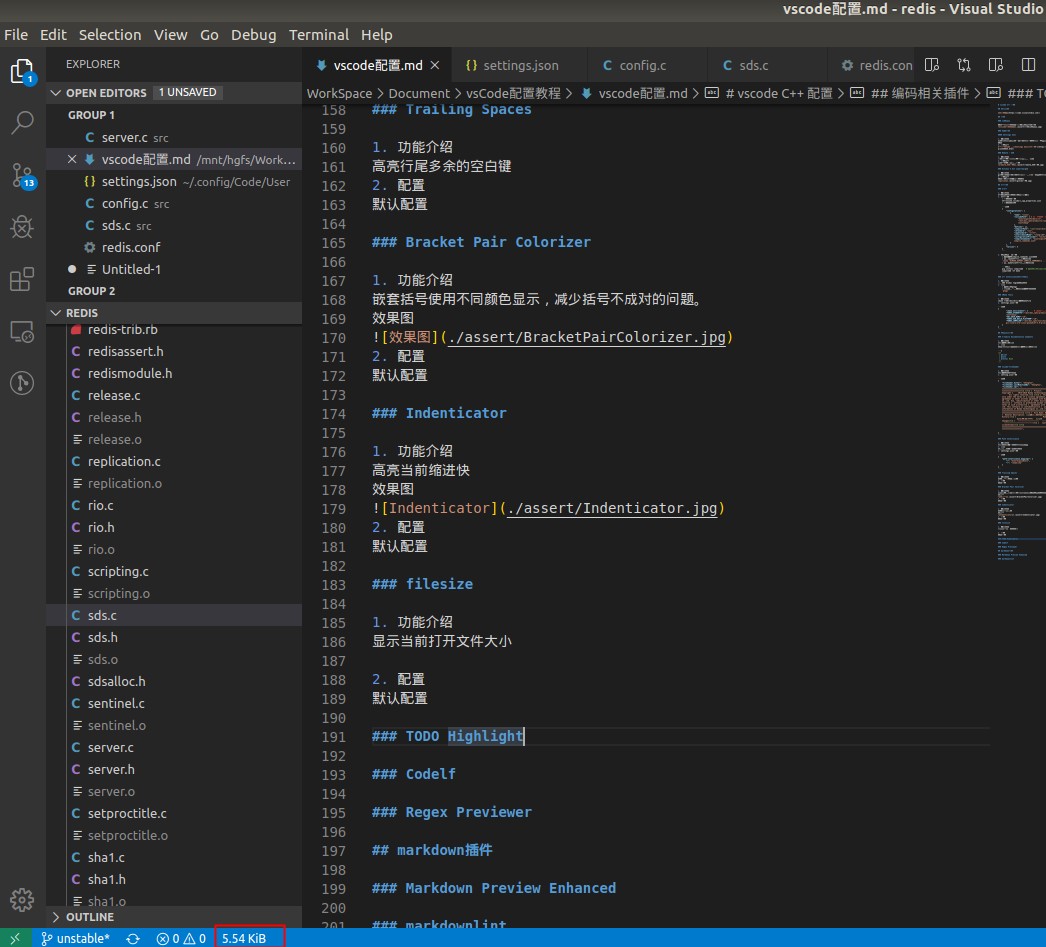 vscode配置.md - redis - Visual Studio
File Edit Selection View Go Debug Terminal Help
EXPLORER
OPEN EDITORS 1 UNSAVED
GROUP 1
server.c src
vscode配置.md /mnt/hgfs/Work...
settings.json ~/.config/Code/User
config.c src
sds.c src
redis.conf
Untitled-1
GROUP 2
REDIS
redis-trib.rb
redisassert.h
redismodule.h
release.c
release.h
release.o
replication.c
replication.o
rio.c
rio.h
rio.o
scripting.c
scripting.o
sds.c
sds.h
sds.o
sdsalloc.h
sentinel.c
sentinel.o
server.c
server.h
server.o
setproctitle.c
setproctitle.o
sha1.c
sha1.h
sha1.o
OUTLINE
1
13
vscode配置.md settings.json config.c sds.c redis.con
WorkSpace > Document > vsCode配置教程 > vscode配置.md > # vscode C++ 配置 > ## 编码相关插件 > ### TO
158 ### Trailing Spaces
159
160 1. 功能介绍
161 高亮行尾多余的空白键
162 2. 配置
163 默认配置
164
165 ### Bracket Pair Colorizer
166
167 1. 功能介绍
168 嵌套括号使用不同颜色显示，减少括号不成对的问题。
169 效果图
170 ![效果图](./assert/BracketPairColorizer.jpg)
171 2. 配置
172 默认配置
173
174 ### Indenticator
175
176 1. 功能介绍
177 高亮当前缩进快
178 效果图
179 ![Indenticator](./assert/Indenticator.jpg)
180 2. 配置
181 默认配置
182
183 ### filesize
184
185 1. 功能介绍
186 显示当前打开文件大小
187
188 2. 配置
189 默认配置
190
191 ### TODO Highlight
192
193 ### Codelf
194
195 ### Regex Previewer
196
197 ## markdown插件
198
199 ### Markdown Preview Enhanced
200
201 ### markdownlint
unstable* 0 0 5.54 KiB